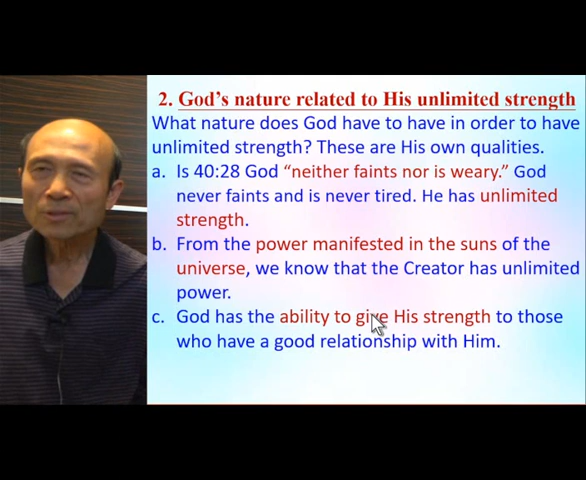 2. God's nature related to His unlimited strength
What nature does God have to have in order to have
unlimited strength? These are His own qualities.
a. Is 40:28 God “neither faints nor is weary.” God
never faints and is never tired. He has unlimited
strength.
b. From the power manifested in the suns of the
universe, we know that the Creator has unlimited
power.
c. God has the ability to give His strength to those
who have a good relationship with Him.